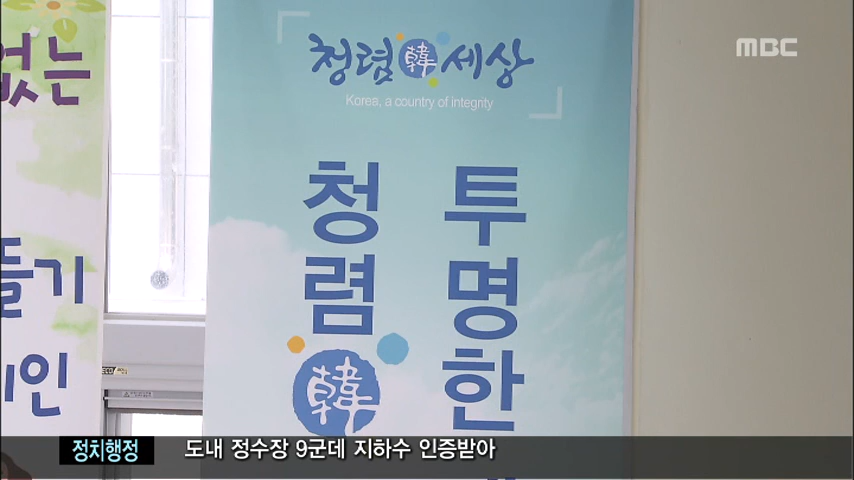 없는
들기
인
MBC
청렴韓세상
Korea, a country of integrity
투명한
청렴韓
정치행정 도내 정수장 9군데 지하수 인증받아